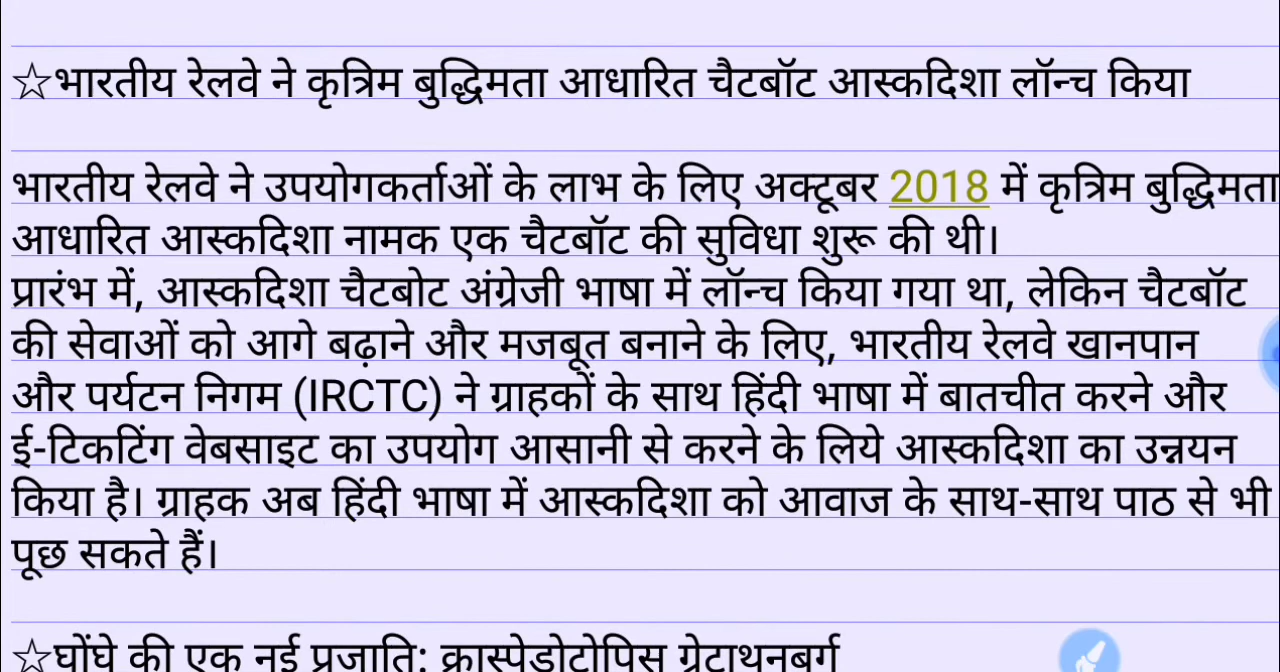 ☆भारतीय रेलवे ने कृत्रिम बुद्धिमता आधारित चैटबॉट आस्कदिशा लॉन्च किया
भारतीय रेलवे ने उपयोगकर्ताओं के लाभ के लिए अक्टूबर 2018 में कृत्रिम बुद्धिमता
आधारित आस्कदिशा नामक एक चैटबॉट की सुविधा शुरू की थी।
प्रारंभ में, आस्कदिशा चैटबोट अंग्रेजी भाषा में लॉन्च किया गया था, लेकिन चैटबॉट
की सेवाओं को आगे बढ़ाने और मजबूत बनाने के लिए, भारतीय रेलवे खानपान
और पर्यटन निगम (IRCTC) ने ग्राहकों के साथ हिंदी भाषा में बातचीत करने और
ई-टिकटिंग वेबसाइट का उपयोग आसानी से करने के लिये आस्कदिशा का उन्नयन
किया है। ग्राहक अब हिंदी भाषा में आस्कदिशा को आवाज के साथ-साथ पाठ से भी
पूछ सकते हैं।
☆घोंघे की एक नई प्रजाति: क्रास्पेडोटोपिस ग्रेटाथनबर्ग